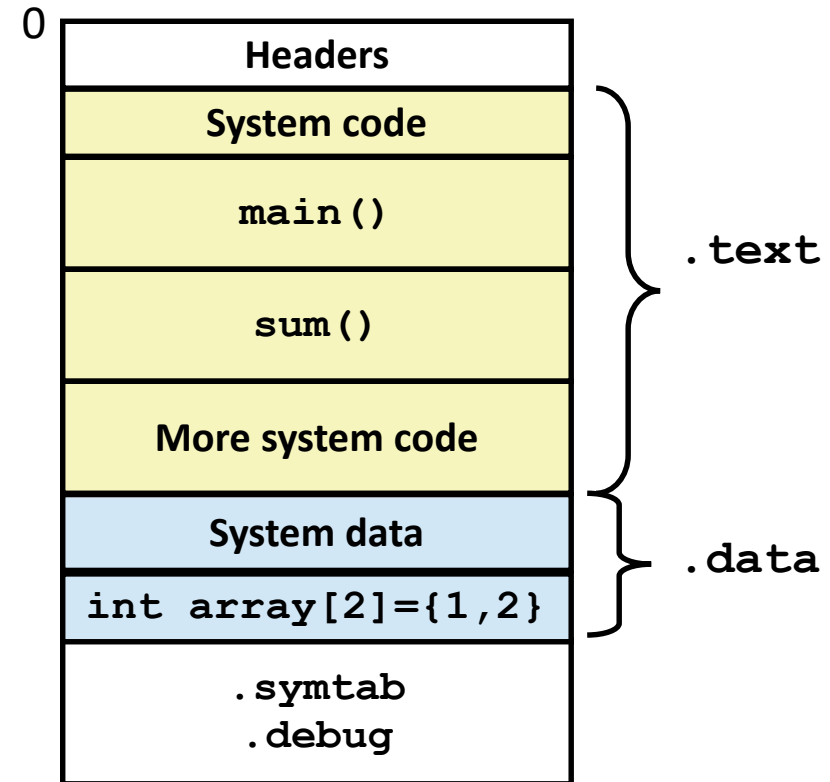 0
Headers
System code
main()
sum()
More system code
.text
System data
int array[2]={1,2}
.data
.symtab
.debug